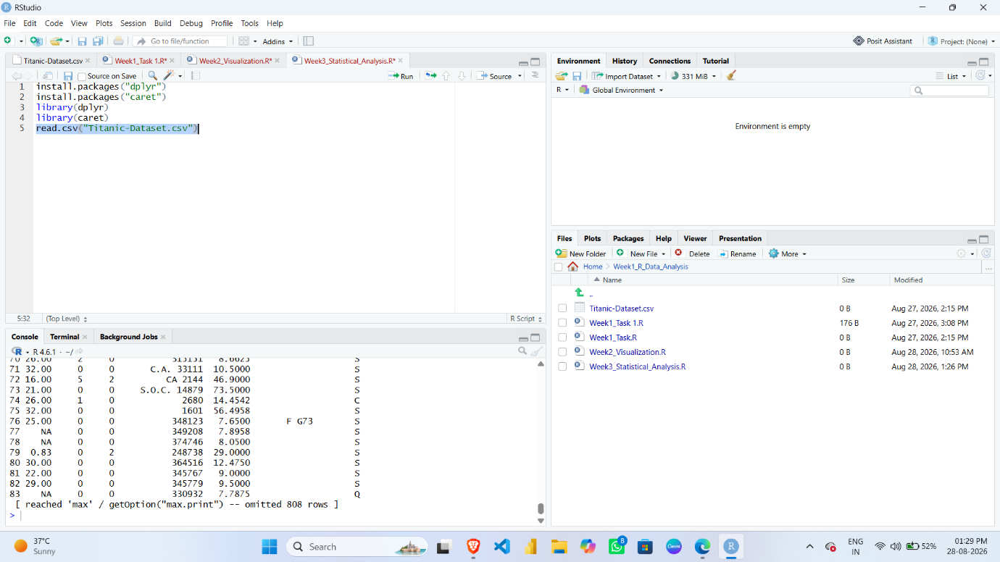 RStudio
File Edit Code View Plots Session Build Debug Profile Tools Help
Go to file/function Addins Posit Assistant Project: (None)
Titanic-Dataset.csv Week1_Task 1.R* Week2_Visualization.R* Week3_Statistical_Analysis.R*
Source on Save Run Source
1 install.packages("dplyr")
2 install.packages("caret")
3 library(dplyr)
4 library(caret)
5 read.csv("Titanic-Dataset.csv")
5:32 (Top Level) R Script
Console Terminal Background Jobs
R 4.6.1 · ~/
70 26.00 2 0 315151 8.6625 S
71 32.00 0 0 C.A. 33111 10.5000 S
72 16.00 5 2 CA 2144 46.9000 S
73 21.00 0 0 S.O.C. 14879 73.5000 S
74 26.00 1 0 2680 14.4542 C
75 32.00 0 0 1601 56.4958 S
76 25.00 0 0 348123 7.6500 F G73 S
77 NA 0 0 349208 7.8958 S
78 NA 0 0 374746 8.0500 S
79 0.83 0 2 248738 29.0000 S
80 30.00 0 0 364516 12.4750 S
81 22.00 0 0 345767 9.0000 S
82 29.00 0 0 345779 9.5000 S
83 NA 0 0 330932 7.7875 Q
[ reached 'max' / getOption("max.print") -- omitted 808 rows ]
>
Environment History Connections Tutorial
Import Dataset 331 MiB List
R Global Environment
Environment is empty
Files Plots Packages Help Viewer Presentation
New Folder New File Delete Rename More
Home Week1_R_Data_Analysis ...
Name Size Modified
..
Titanic-Dataset.csv 0 B Aug 27, 2026, 2:15 PM
Week1_Task 1.R 176 B Aug 27, 2026, 3:08 PM
Week1_Task.R 0 B Aug 27, 2026, 2:15 PM
Week2_Visualization.R 0 B Aug 28, 2026, 10:53 AM
Week3_Statistical_Analysis.R 0 B Aug 28, 2026, 1:26 PM
37°C
Sunny
Search
Canva
8
ENG
IN
52%
01:29 PM
28-08-2026